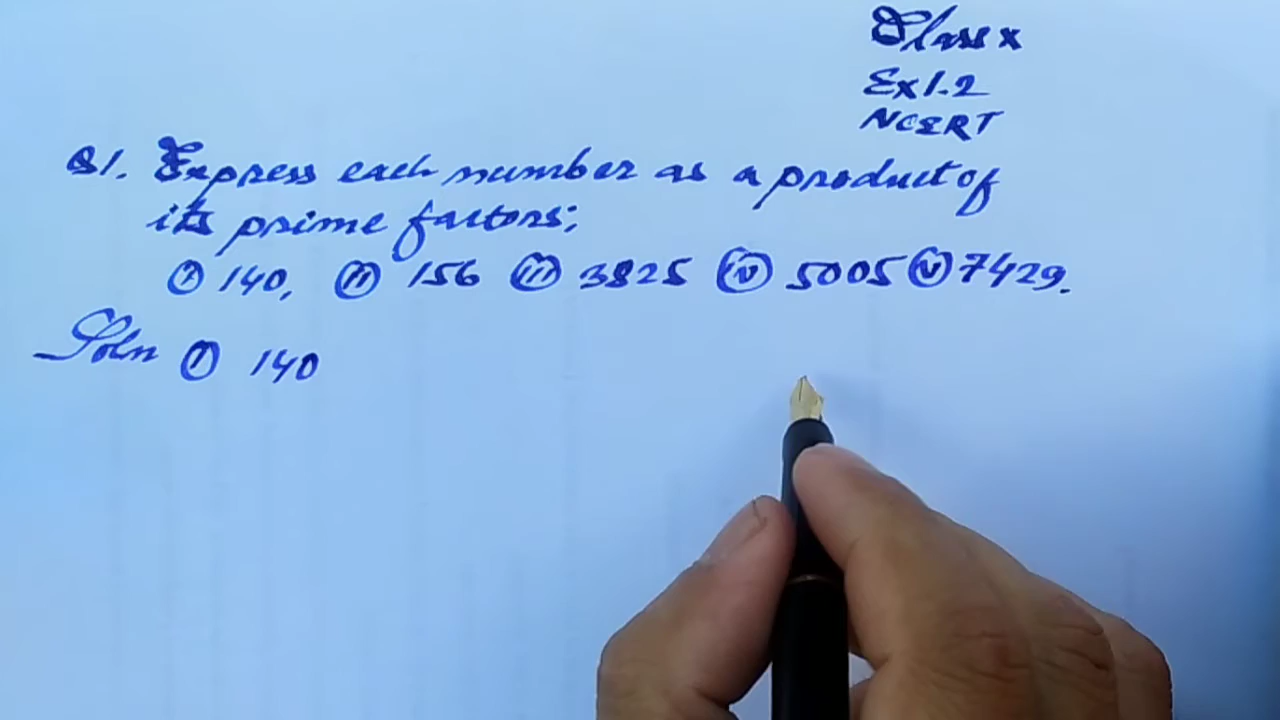 Class x
Ex 1.2
NCERT
Q1. Express each number as a product of
its prime factors;
(i) 140, (ii) 156 (iii) 3825 (iv) 5005 (v) 7429.
Soln (i) 140